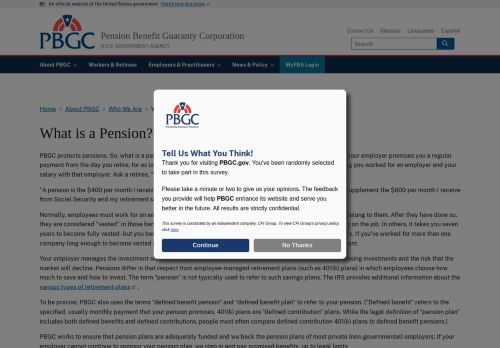 An official website of the United States government Here's how you know
Contact Us Glossary Languages Español
PBGC
Pension Benefit Guaranty Corporation
A U.S. GOVERNMENT AGENCY
Search
About PBGC Workers & Retirees Employers & Practitioners News & Policy MyPBA Login
Home › About PBGC › Who We Are ›
What is a Pension?
PBGC protects pensions. So, what is a pen
our employer promises you a regular
payment from the day you retire, for as
g you worked for an employer and your
salary with that employer. Ask a retiree, "
"A pension is the $400 per month I receiv
supplement the $600 per month I receive
from Social Security and my retirement s
Normally, employees must work for an em
elong to them. After they have done so,
they are considered "vested" in those ben
on the job. In others, it takes you seven
years to become fully vested -but you bec
ts. If you've worked for more than one
company long enough to become vested
Your employer manages the investment
osing investments and the risk that the
market will decline. Pensions differ in that respect from employee-managed retirement plans (such as 401(k) plans) in which employees choose how
much to save and how to invest. The term "pension" is not typically used to refer to such savings plans. The IRS provides additional information about the
various types of retirement plans .
To be precise, PBGC also uses the terms "defined benefit pension" and "defined benefit plan" to refer to your pension. ("Defined benefit" refers to the
specified, usually monthly payment that your pension promises. 401(k) plans are "defined contribution" plans. While the legal definition of "pension plan"
includes both defined benefits and defined contributions, people most often compare defined contribution 401(k) plans to defined benefit pensions.)
PBGC works to ensure that pension plans are adequately funded and we back the pension plans of most private (non-governmental) employers: If your
employer cannot continue to sponsor your pension plan, we step in and pay promised benefits, up to legal limits.
PBGC
Protecting America's Pensions
Tell Us What You Think!
Thank you for visiting PBGC.gov. You've been randomly selected
to take part in this survey.
Please take a minute or two to give us your opinions. The feedback
you provide will help PBGC enhance its website and serve you
better in the future. All results are strictly confidential.
This survey is conducted by an independent company, CFI Group. To view CFI Group's privacy policy
click here.
Continue No Thanks